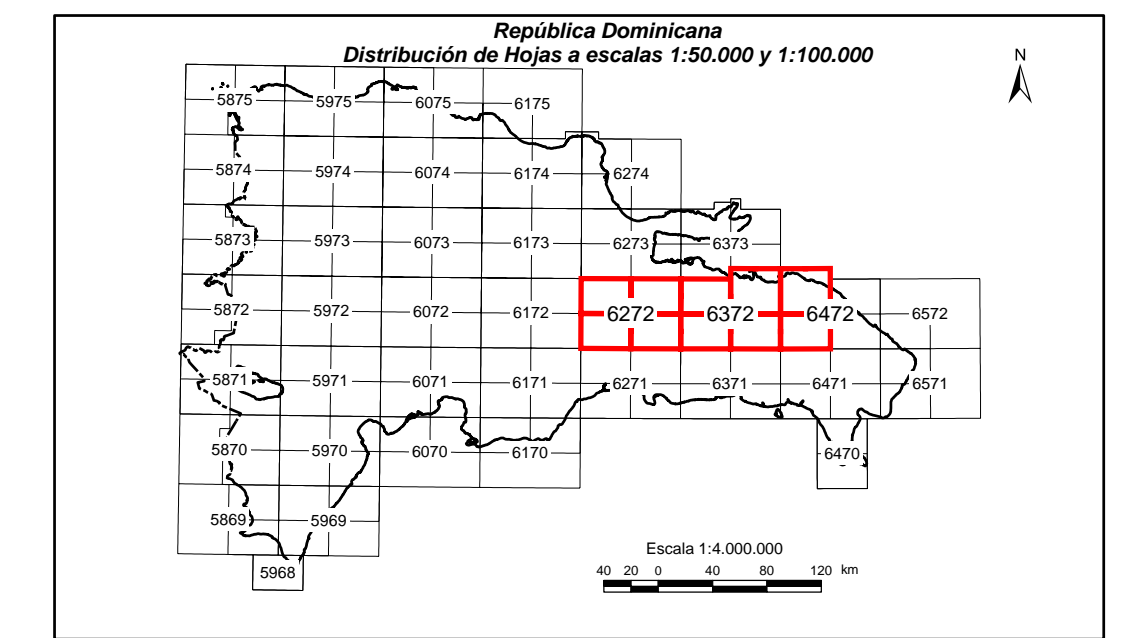 República Dominicana
Distribución de Hojas a escalas 1:50.000 y 1:100.000
N
5875 5975 6075 6175
5874 5974 6074 6174 6274
5873 5973 6073 6173 6273 6373
5872 5972 6072 6172 6272 6372 6472 6572
5871 5971 6071 6171 6271 6371 6471 6571
5870 5970 6070 6170 6470
5869 5969
5968
Escala 1:4.000.000
40 20 0 40 80 120 km